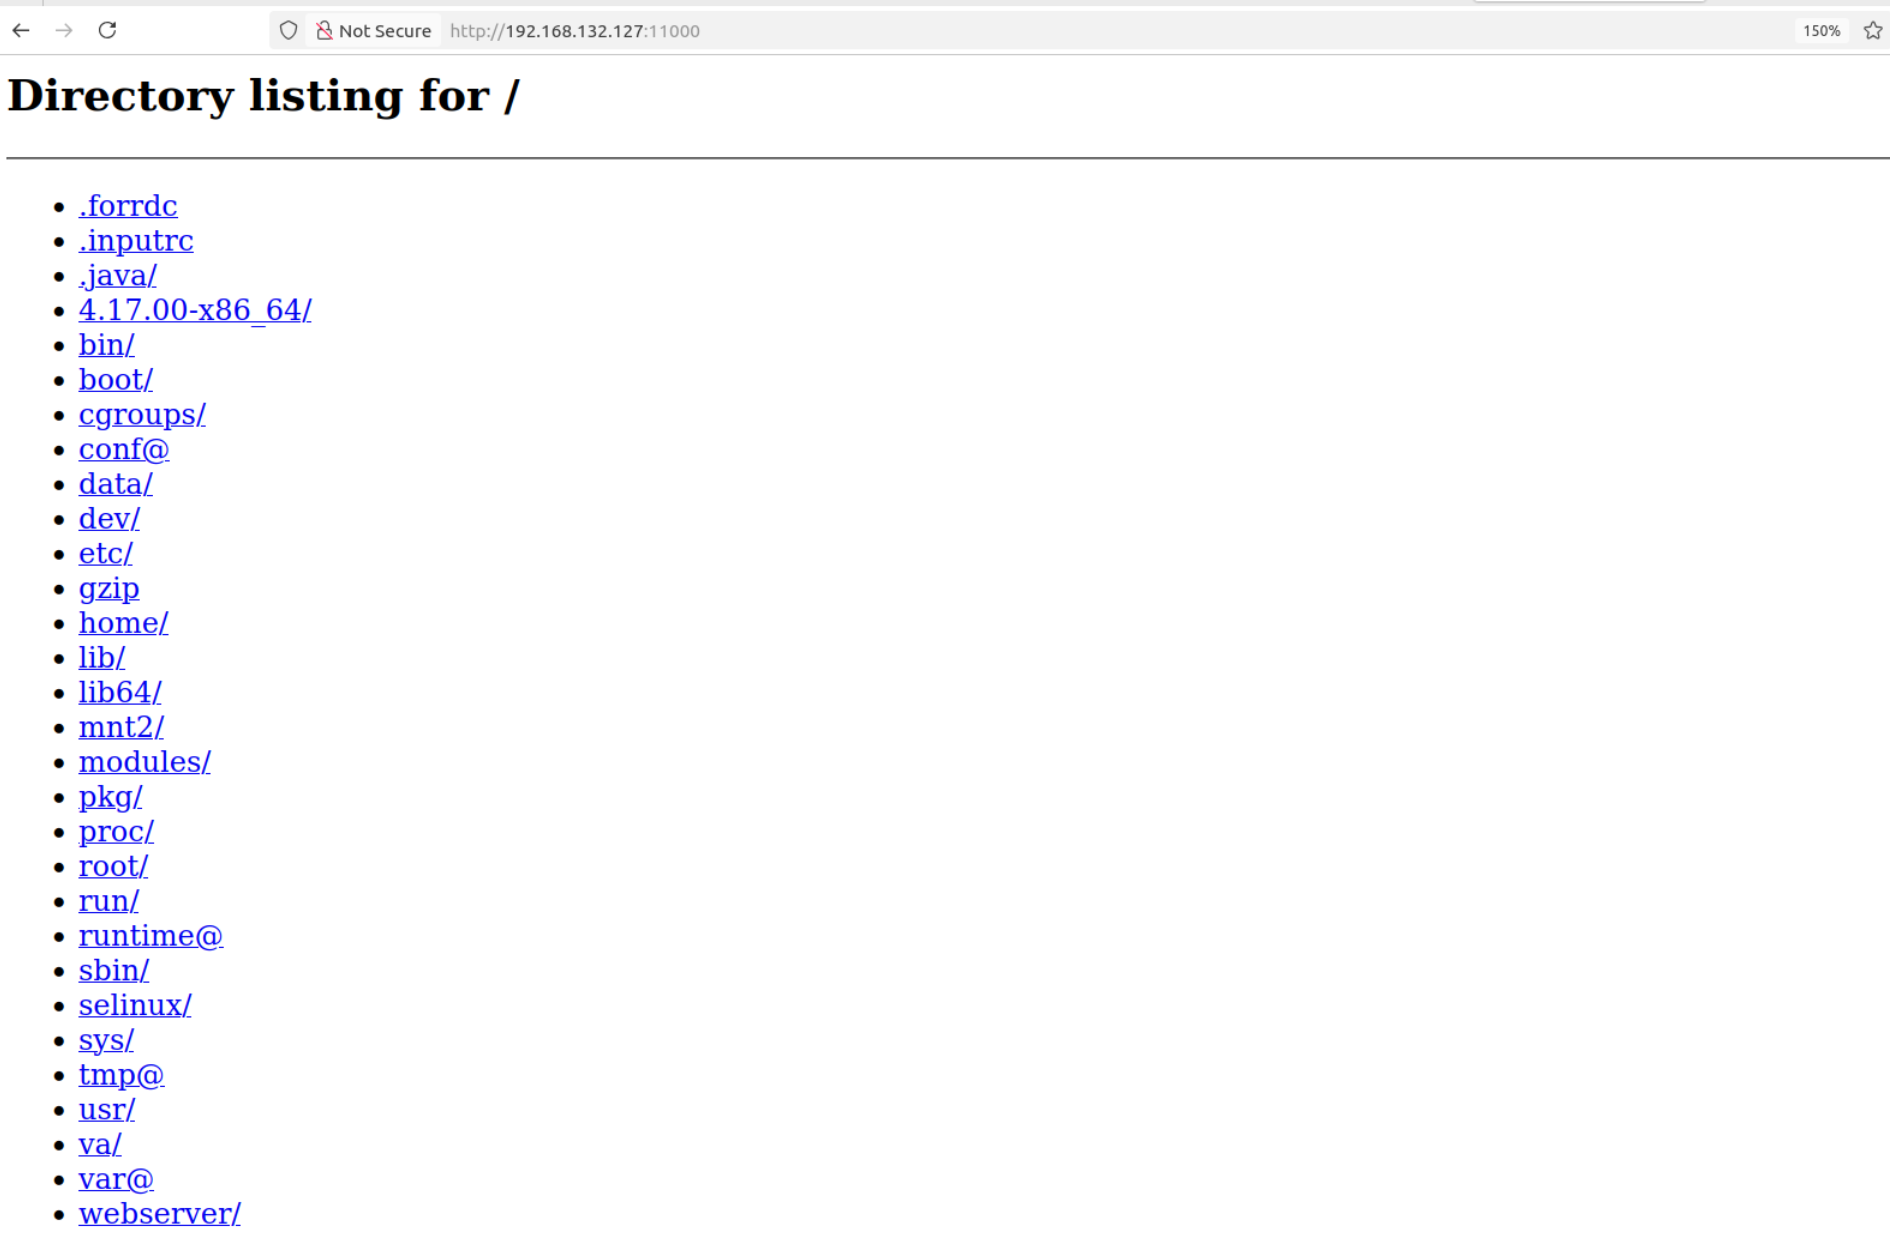 Not Secure http://192.168.132.127:11000 150%
Directory listing for /
.forrdc
.inputrc
.java/
4.17.00-x86_64/
bin/
boot/
cgroups/
conf@
data/
dev/
etc/
gzip
home/
lib/
lib64/
mnt2/
modules/
pkg/
proc/
root/
run/
runtime@
sbin/
selinux/
sys/
tmp@
usr/
va/
var@
webserver/